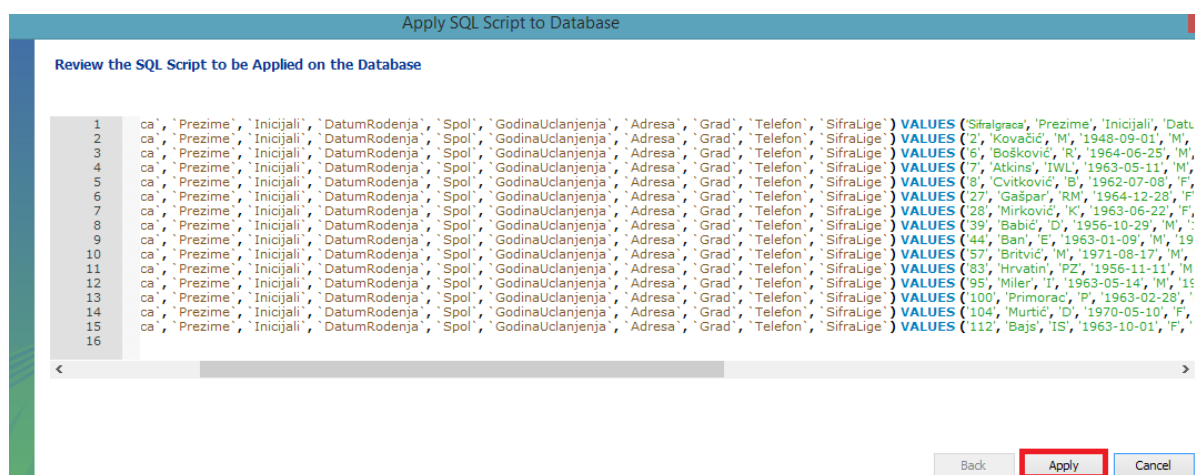 Apply SQL Script to Database
Review the SQL Script to be Applied on the Database
1 ca`, `Prezime`, `Inicijali`, `DatumRodenja`, `Spol`, `GodinaUclanjenja`, `Adresa`, `Grad`, `Telefon`, `SifraLige`) VALUES ('SifraIgraca', 'Prezime', 'Inicijali', 'Datu
2 ca`, `Prezime`, `Inicijali`, `DatumRodenja`, `Spol`, `GodinaUclanjenja`, `Adresa`, `Grad`, `Telefon`, `SifraLige`) VALUES ('2', 'Kovačić', 'M', '1948-09-01', 'M',
3 ca`, `Prezime`, `Inicijali`, `DatumRodenja`, `Spol`, `GodinaUclanjenja`, `Adresa`, `Grad`, `Telefon`, `SifraLige`) VALUES ('6', 'Bošković', 'R', '1964-06-25', 'M',
4 ca`, `Prezime`, `Inicijali`, `DatumRodenja`, `Spol`, `GodinaUclanjenja`, `Adresa`, `Grad`, `Telefon`, `SifraLige`) VALUES ('7', 'Atkins', 'IWL', '1963-05-11', 'M',
5 ca`, `Prezime`, `Inicijali`, `DatumRodenja`, `Spol`, `GodinaUclanjenja`, `Adresa`, `Grad`, `Telefon`, `SifraLige`) VALUES ('8', 'Cvitković', 'B', '1962-07-08', 'F',
6 ca`, `Prezime`, `Inicijali`, `DatumRodenja`, `Spol`, `GodinaUclanjenja`, `Adresa`, `Grad`, `Telefon`, `SifraLige`) VALUES ('27', 'Gašpar', 'RM', '1964-12-28', 'F
7 ca`, `Prezime`, `Inicijali`, `DatumRodenja`, `Spol`, `GodinaUclanjenja`, `Adresa`, `Grad`, `Telefon`, `SifraLige`) VALUES ('28', 'Mirković', 'K', '1963-06-22', 'F',
8 ca`, `Prezime`, `Inicijali`, `DatumRodenja`, `Spol`, `GodinaUclanjenja`, `Adresa`, `Grad`, `Telefon`, `SifraLige`) VALUES ('39', 'Babić', 'D', '1956-10-29', 'M', '1
9 ca`, `Prezime`, `Inicijali`, `DatumRodenja`, `Spol`, `GodinaUclanjenja`, `Adresa`, `Grad`, `Telefon`, `SifraLige`) VALUES ('44', 'Ban', 'E', '1963-01-09', 'M', '19
10 ca`, `Prezime`, `Inicijali`, `DatumRodenja`, `Spol`, `GodinaUclanjenja`, `Adresa`, `Grad`, `Telefon`, `SifraLige`) VALUES ('57', 'Britvić', 'M', '1971-08-17', 'M',
11 ca`, `Prezime`, `Inicijali`, `DatumRodenja`, `Spol`, `GodinaUclanjenja`, `Adresa`, `Grad`, `Telefon`, `SifraLige`) VALUES ('83', 'Hrvatin', 'PZ', '1956-11-11', 'M
12 ca`, `Prezime`, `Inicijali`, `DatumRodenja`, `Spol`, `GodinaUclanjenja`, `Adresa`, `Grad`, `Telefon`, `SifraLige`) VALUES ('95', 'Miler', 'I', '1963-05-14', 'M', '19
13 ca`, `Prezime`, `Inicijali`, `DatumRodenja`, `Spol`, `GodinaUclanjenja`, `Adresa`, `Grad`, `Telefon`, `SifraLige`) VALUES ('100', 'Primorac', 'P', '1963-02-28', '
14 ca`, `Prezime`, `Inicijali`, `DatumRodenja`, `Spol`, `GodinaUclanjenja`, `Adresa`, `Grad`, `Telefon`, `SifraLige`) VALUES ('104', 'Murtić', 'D', '1970-05-10', 'F',
15 ca`, `Prezime`, `Inicijali`, `DatumRodenja`, `Spol`, `GodinaUclanjenja`, `Adresa`, `Grad`, `Telefon`, `SifraLige`) VALUES ('112', 'Bajs', 'IS', '1963-10-01', 'F', '
16
Back Apply Cancel